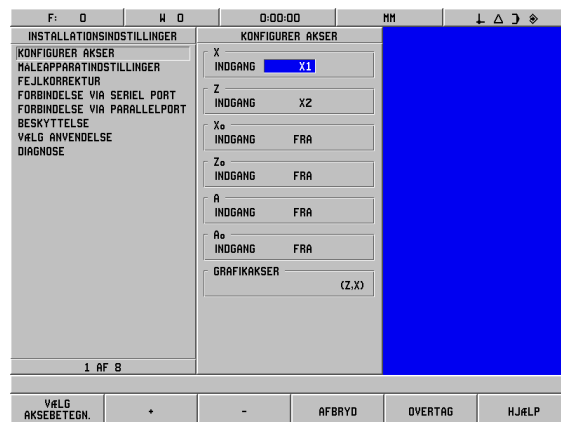 F: 0 W 0 0:00:00 MM
INSTALLATIONSINDSTILLINGER
KONFIGURER AKSER
MALEAPPARATINDSTILLINGER
FEJLKORREKTUR
FORBINDELSE VIA SERIEL PORT
FORBINDELSE VIA PARALLELPORT
BESKYTTELSE
VÆLG ANVENDELSE
DIAGNOSE
1 AF 8
KONFIGURER AKSER
X
INDGANG X1
Z
INDGANG X2
Xo
INDGANG FRA
Zo
INDGANG FRA
A
INDGANG FRA
Ao
INDGANG FRA
GRAFIKAKSER
(Z,X)
VÆLG
AKSEBETEGN.
+
-
AFBRYD
OVERTAG
HJÆLP